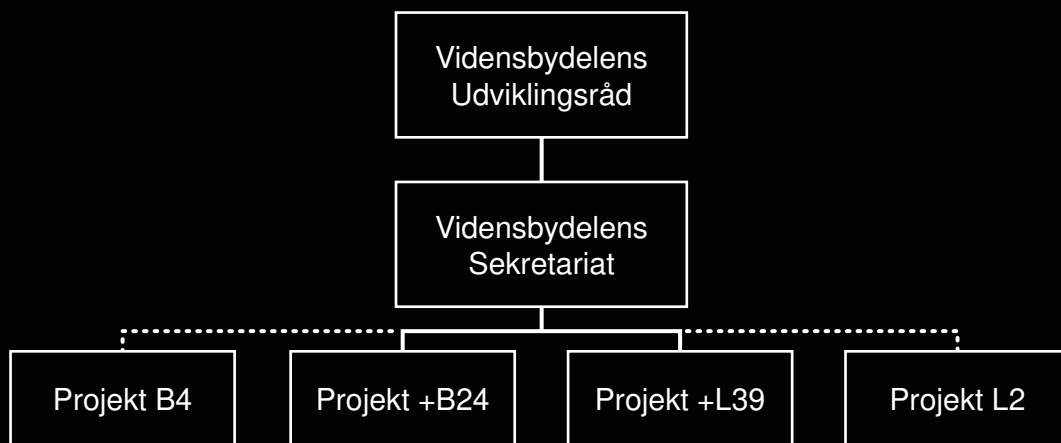 Vidensbydelens
Udviklingsråd
Vidensbydelens
Sekretariat
Projekt B4
Projekt +B24
Projekt +L39
Projekt L2